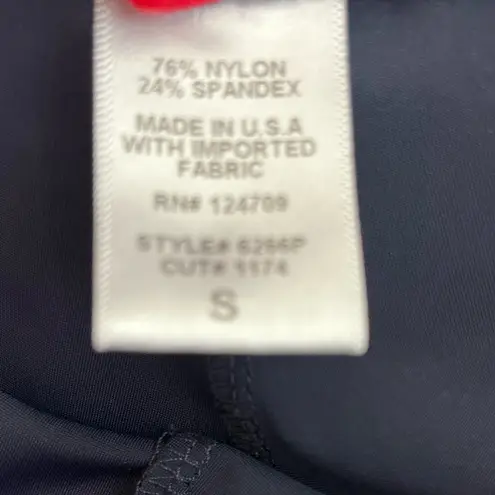 76% NYLON
24% SPANDEX
MADE IN U.S.A
WITH IMPORTED
FABRIC
RN# 124709
STYLE# 6266P
CUT# 1174
S